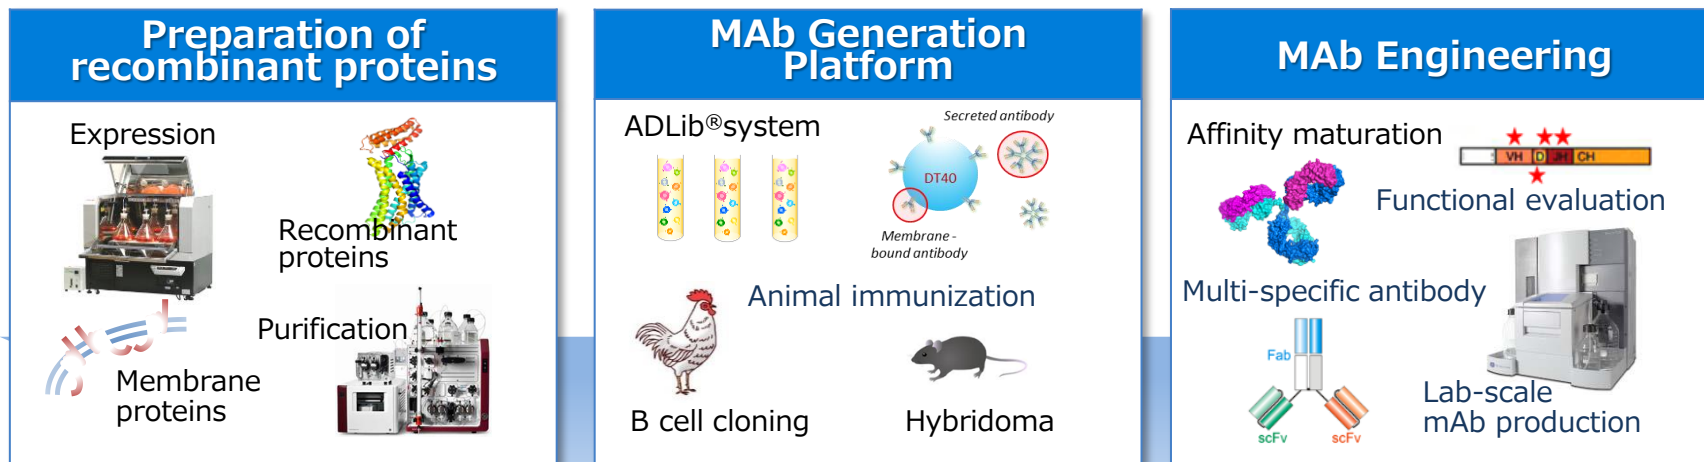 Preparation of
recombinant proteins
Expression
Recombinant
proteins
Purification
Membrane
proteins
MAb Generation
Platform
ADLib®system
Secreted antibody
DT40
Membrane -
bound antibody
Animal immunization
B cell cloning
Hybridoma
MAb Engineering
Affinity maturation
VH D JH CH
Functional evaluation
Multi-specific antibody
Fab
scFv
scFv
Lab-scale
mAb production